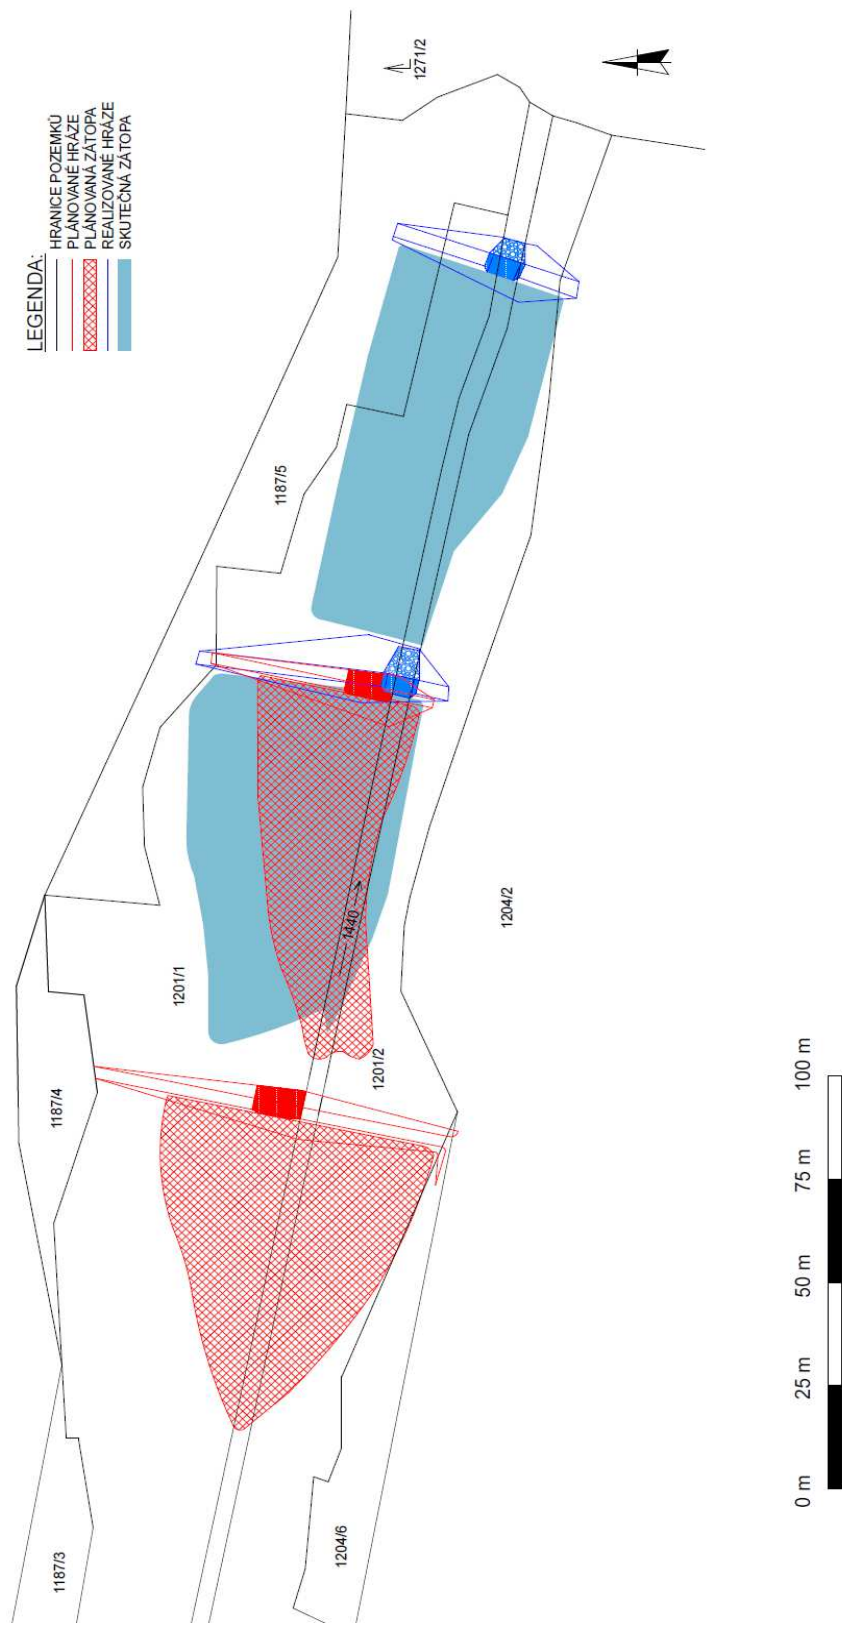 LEGENDA:
HRANICE POZEMKŮ
PLÁNOVANÉ HRÁZE
PLÁNOVANÁ ZÁTOPA
REALIZOVANÉ HRÁZE
SKUTEČNÁ ZÁTOPA
1187/3
1187/4
1201/1
1187/5
1271/2
1204/6
1201/2
1440
1204/2
0 m
25 m
50 m
75 m
100 m